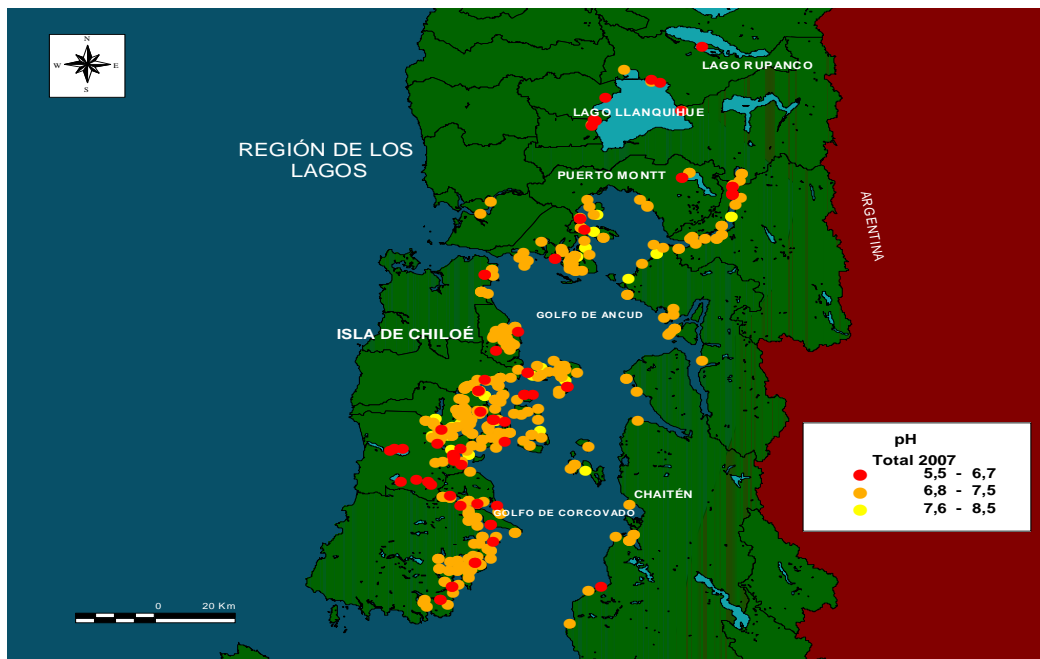 N
W E
S
LAGO RUPANCO
LAGO LLANQUIHUE
REGIÓN DE LOS
LAGOS
PUERTO MONTT
ARGENTINA
GOLFO DE ANCUD
ISLA DE CHILOÉ
pH
Total 2007
5,5 - 6,7
6,8 - 7,5
7,6 - 8,5
CHAITÉN
GOLFO DE CORCOVADO
0 20 Km